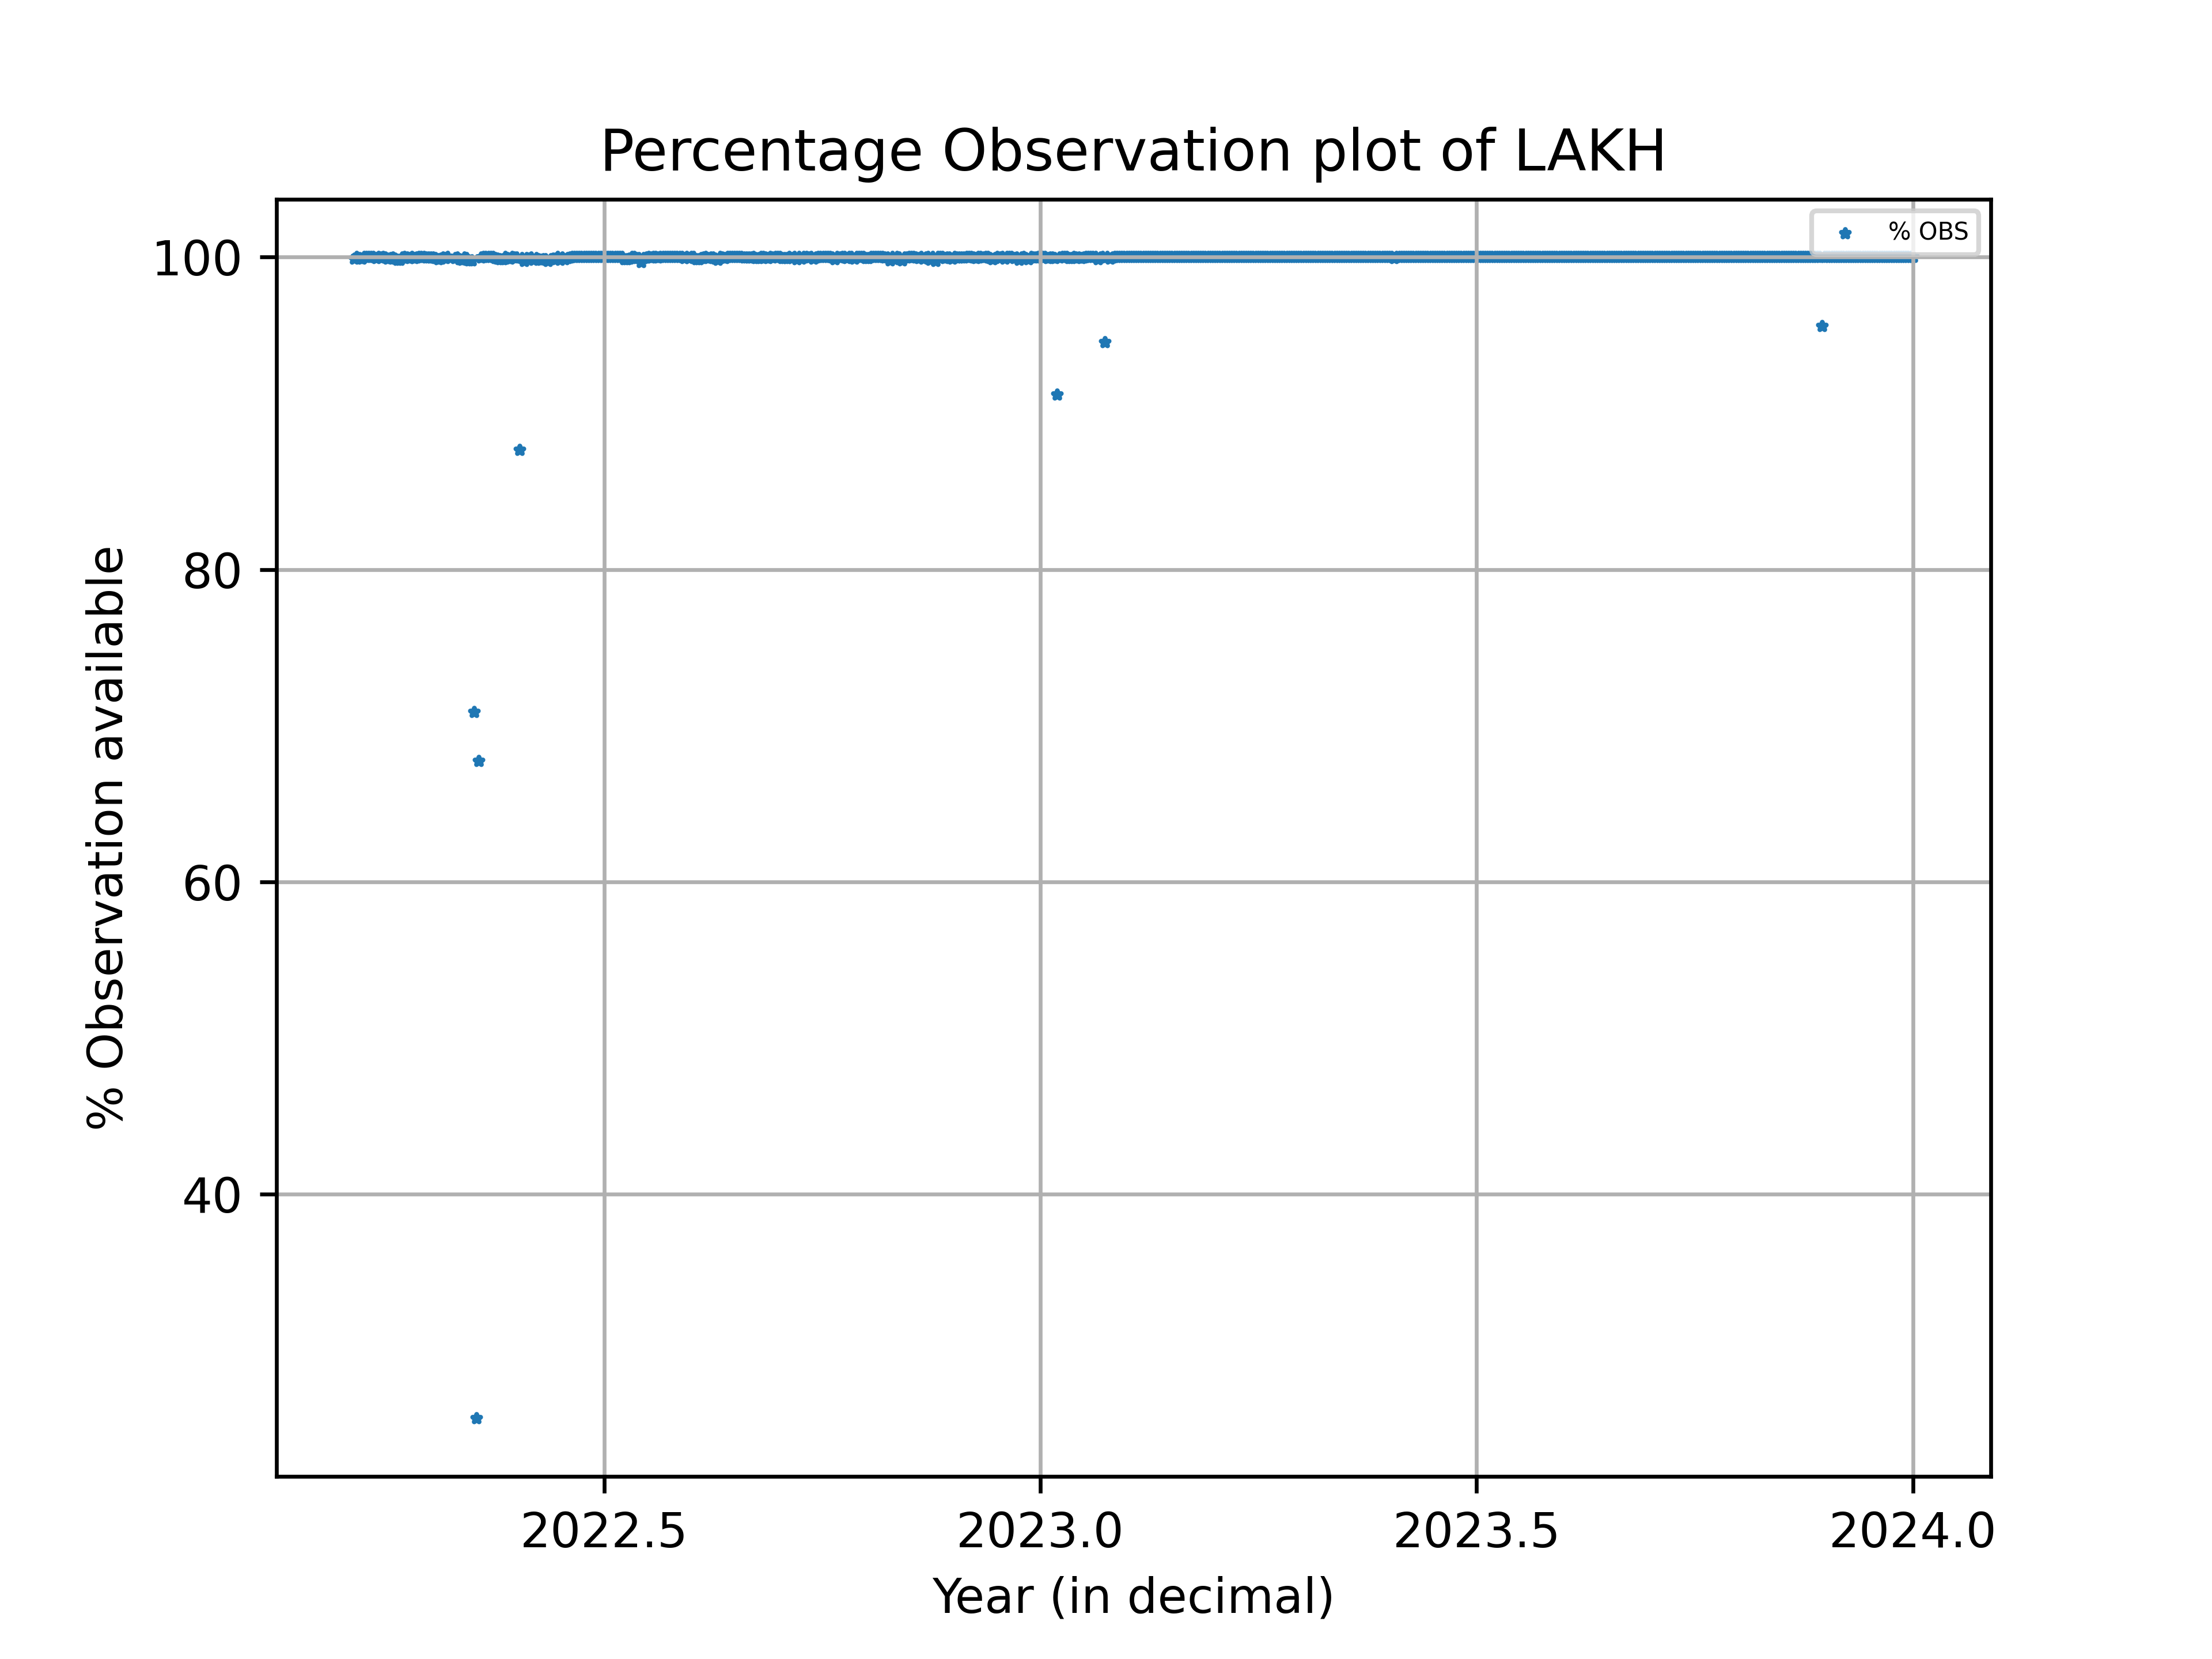 Percentage Observation plot of LAKH
% OBS
100
80
60
40
% Observation available
2022.5 2023.0 2023.5 2024.0
Year (in decimal)